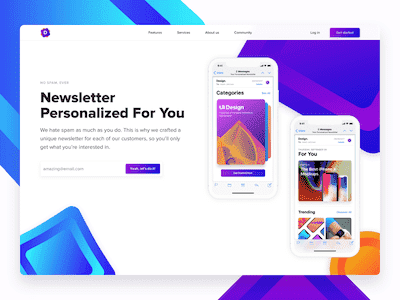 Features Services About us Community Log in Get started
NO SPAM, EVER
Newsletter
Personalized For You
We hate spam as much as you do. This is why we crafted a
unique newsletter for each of our customers, so you'll only
get what you're interested in.
amazing@email.com Yeah, let's do it!
Categories
UI Design
For You
The Best iPhone X
Mockups
Trending